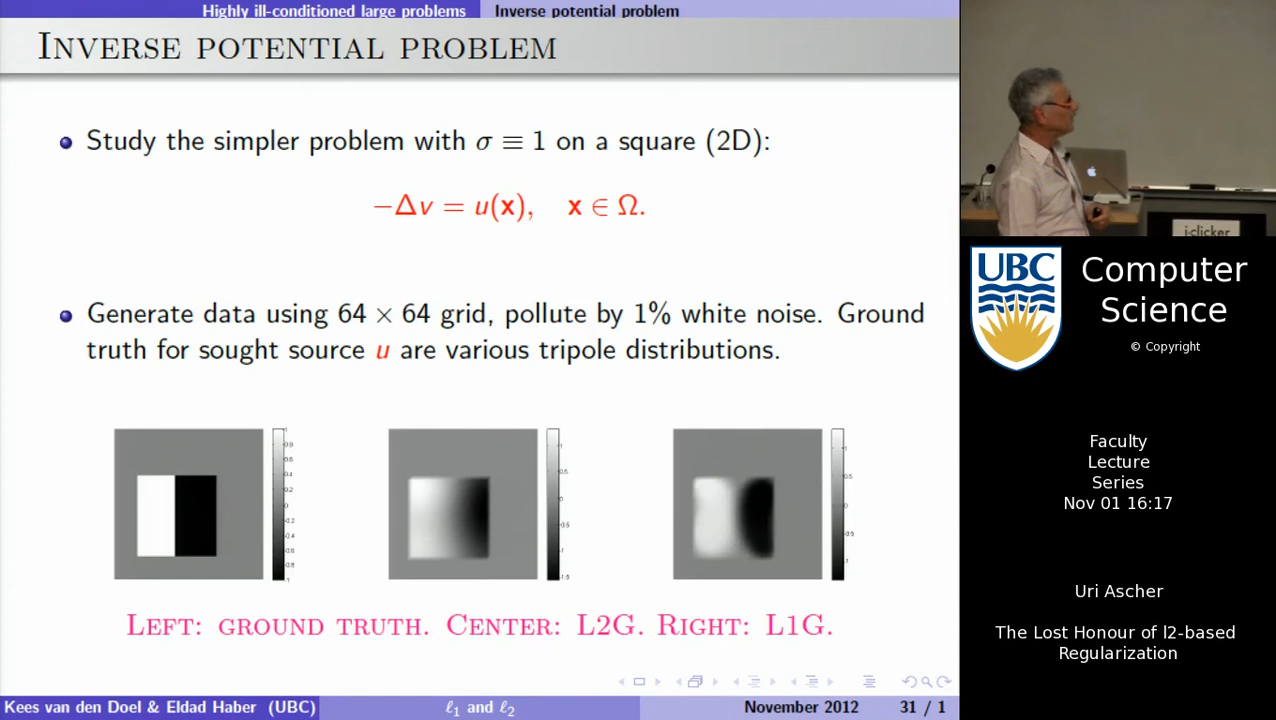 Highly ill-conditioned large problems Inverse potential problem
INVERSE POTENTIAL PROBLEM
Study the simpler problem with σ ≡ 1 on a square (2D):
−Δv = u(x), x ∈ Ω.
Generate data using 64 × 64 grid, pollute by 1% white noise. Ground
truth for sought source u are various tripole distributions.
LEFT: GROUND TRUTH. CENTER: L2G. RIGHT: L1G.
Kees van den Doel & Eldad Haber (UBC) ℓ1 and ℓ2 November 2012 31 / 1
i-clicker
UBC
Computer
Science
© Copyright
Faculty
Lecture
Series
Nov 01 16:17
Uri Ascher
The Lost Honour of l2-based
Regularization